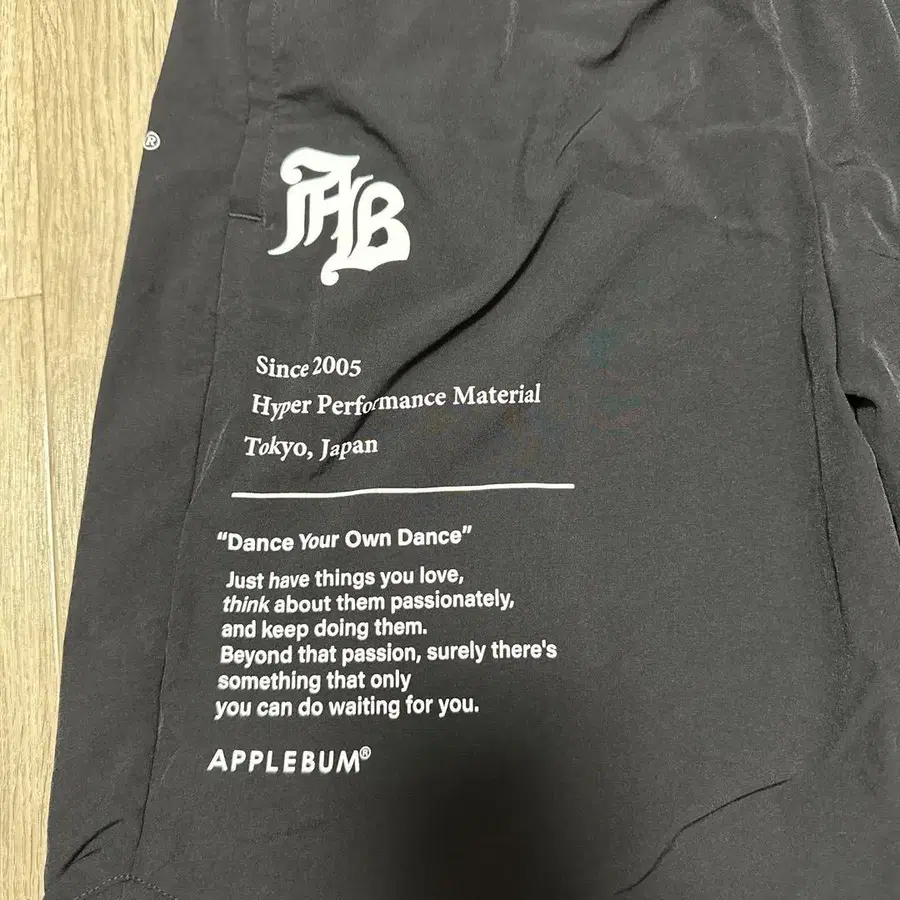 ®
AB
Since 2005
Hyper Performance Material
Tokyo, Japan
“Dance Your Own Dance”
Just have things you love,
think about them passionately,
and keep doing them.
Beyond that passion, surely there's
something that only
you can do waiting for you.
APPLEBUM®